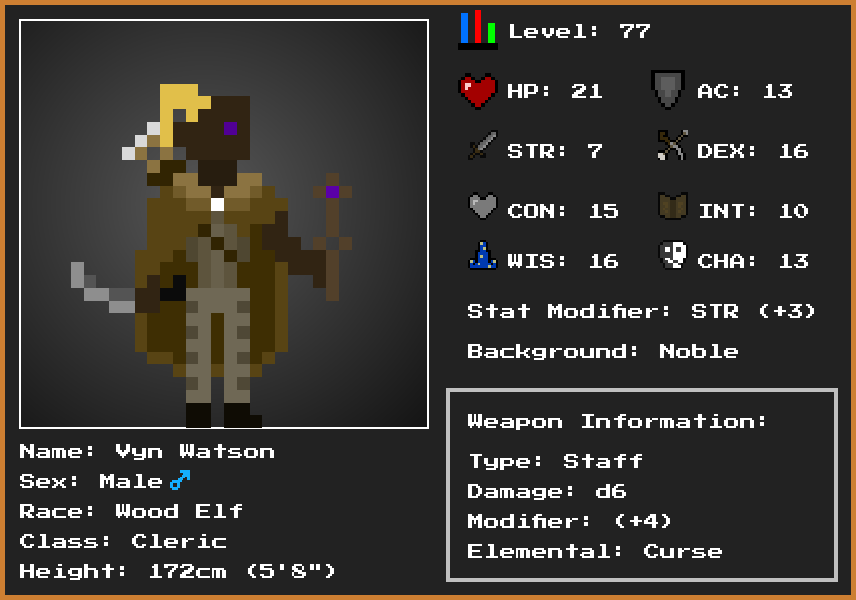 Level: 77
HP: 21
AC: 13
STR: 7
DEX: 16
CON: 15
INT: 10
WIS: 16
CHA: 13
Stat Modifier: STR (+3)
Background: Noble
Weapon Information:
Type: Staff
Damage: d6
Modifier: (+4)
Elemental: Curse
Name: Vyn Watson
Sex: Male♂
Race: Wood Elf
Class: Cleric
Height: 172cm (5'8")